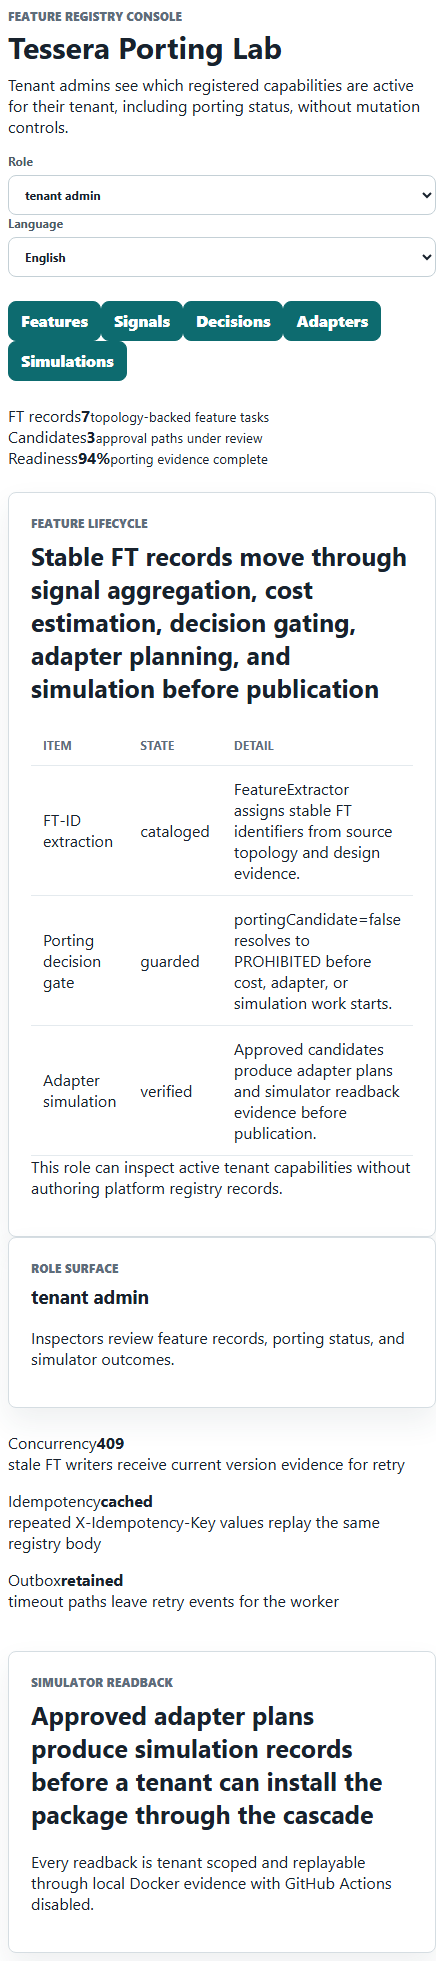 FEATURE REGISTRY CONSOLE
Tessera Porting Lab
Tenant admins see which registered capabilities are active
for their tenant, including porting status, without mutation
controls.
Role
tenant admin
Language
English
Features Signals Decisions Adapters
Simulations
FT records7topology-backed feature tasks
Candidates3approval paths under review
Readiness94%porting evidence complete
FEATURE LIFECYCLE
Stable FT records move through
signal aggregation, cost
estimation, decision gating,
adapter planning, and
simulation before publication
ITEM STATE DETAIL
FT-ID
extraction
cataloged
FeatureExtractor
assigns stable FT
identifiers from source
topology and design
evidence.
Porting
decision
gate
guarded
portingCandidate=false
resolves to
PROHIBITED before
cost, adapter, or
simulation work starts.
Adapter
simulation
verified
Approved candidates
produce adapter plans
and simulator readback
evidence before
publication.
This role can inspect active tenant capabilities without
authoring platform registry records.
ROLE SURFACE
tenant admin
Inspectors review feature records, porting status, and
simulator outcomes.
Concurrency409
stale FT writers receive current version evidence for retry
Idempotencycached
repeated X-Idempotency-Key values replay the same
registry body
Outboxretained
timeout paths leave retry events for the worker
SIMULATOR READBACK
Approved adapter plans
produce simulation records
before a tenant can install the
package through the cascade
Every readback is tenant scoped and replayable
through local Docker evidence with GitHub Actions
disabled.